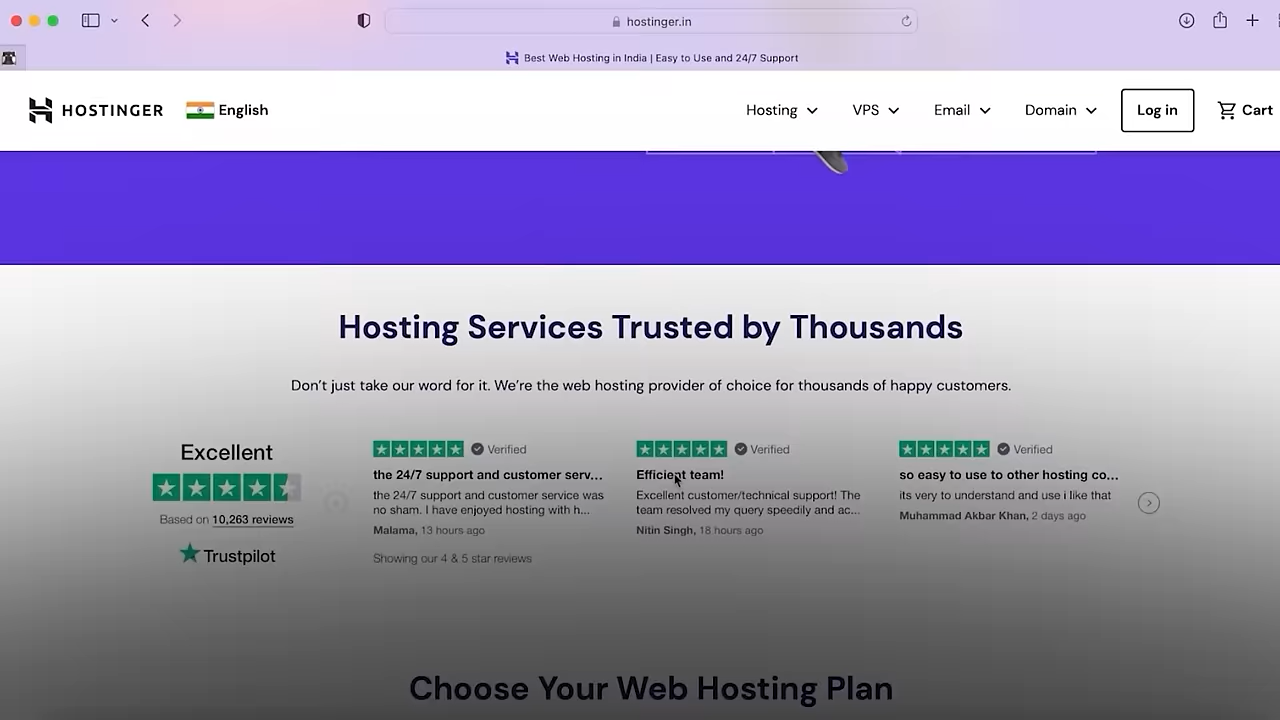 hostinger.in
Best Web Hosting in India | Easy to Use and 24/7 Support
HOSTINGER English Hosting VPS Email Domain Log in Cart
Hosting Services Trusted by Thousands
Don't just take our word for it. We're the web hosting provider of choice for thousands of happy customers.
Excellent
Based on 10,263 reviews
Trustpilot
Verified
the 24/7 support and customer serv...
the 24/7 support and customer service was
no sham. I have enjoyed hosting with h...
Malama, 13 hours ago
Showing our 4 & 5 star reviews
Verified
Efficient team!
Excellent customer/technical support! The
team resolved my query speedily and ac...
Nitin Singh, 18 hours ago
Verified
so easy to use to other hosting co...
its very to understand and use i like that
Muhammad Akbar Khan, 2 days ago
Choose Your Web Hosting Plan